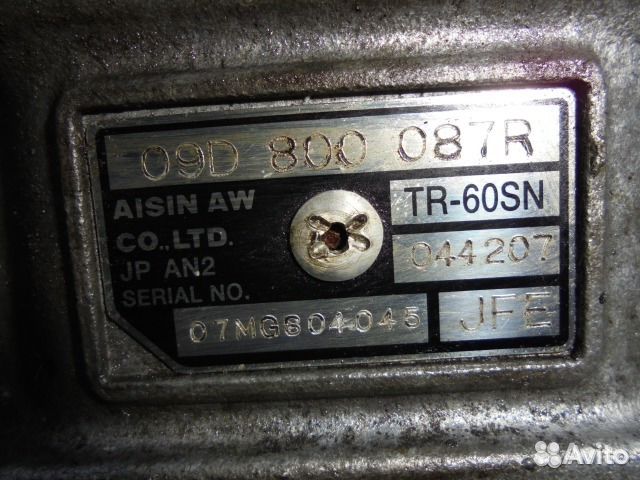 09D 800 087R
AISIN AW
CO.,LTD.
JP AN2
TR-60SN
044207
SERIAL NO.
07MG804045
JFE
Avito